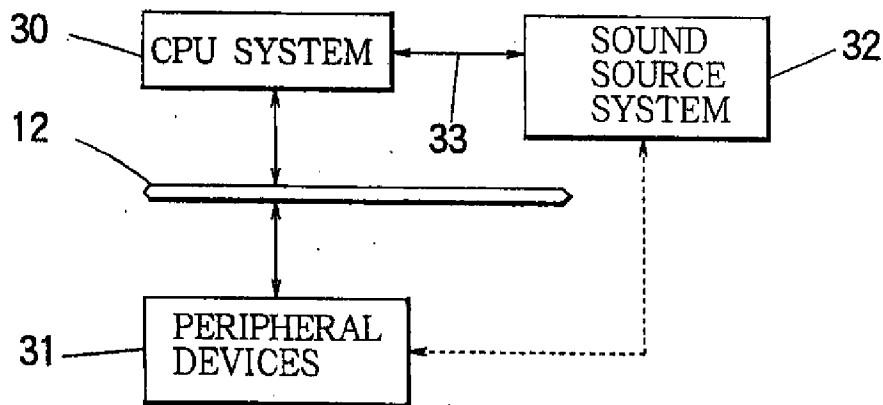 30
CPU SYSTEM
SOUND
SOURCE
SYSTEM
32
33
12
31
PERIPHERAL
DEVICES